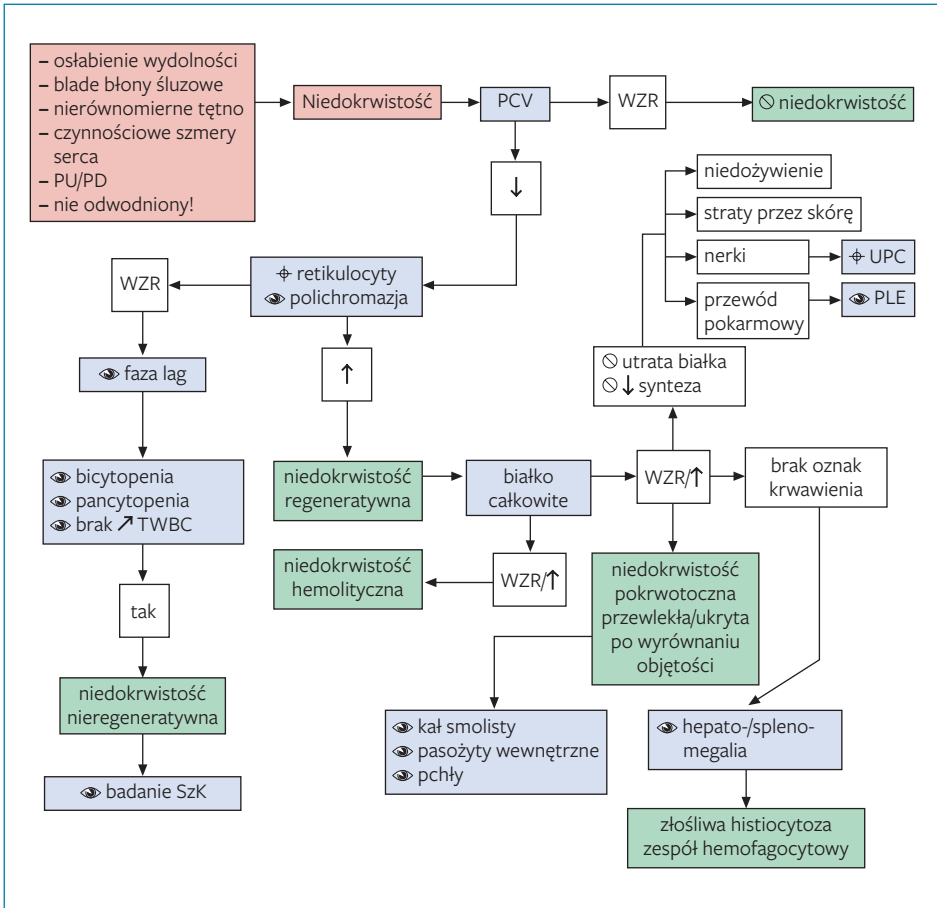 – osłabienie wydolności
– blade błony śluzowe
– nierównomierne tętno
– czynnościowe szmery
serca
– PU/PD
– nie odwodniony!
Niedokrwistość
PCV
WZR
⃠ niedokrwistość
↓
niedożywienie
straty przez skórę
nerki
⌖ UPC
przewód
pokarmowy
👁 PLE
WZR
⌖ retikulocyty
👁 polichromazja
↑
⃠ utrata białka
⃠ ↓ synteza
👁 faza lag
niedokrwistość
regeneratywna
białko
całkowite
WZR/↑
brak oznak
krwawienia
👁 bicytopenia
👁 pancytopenia
👁 brak ↗ TWBC
niedokrwistość
hemolityczna
WZR/↑
niedokrwistość
pokrwotoczna
przewlekła/ukryta
po wyrównaniu
objętości
tak
niedokrwistość
nieregeneratywna
👁 kał smolisty
👁 pasożyty wewnętrzne
👁 pchły
👁 hepato-/spleno-
megalia
👁 badanie SzK
złośliwa histiocytoza
zespół hemofagocytowy